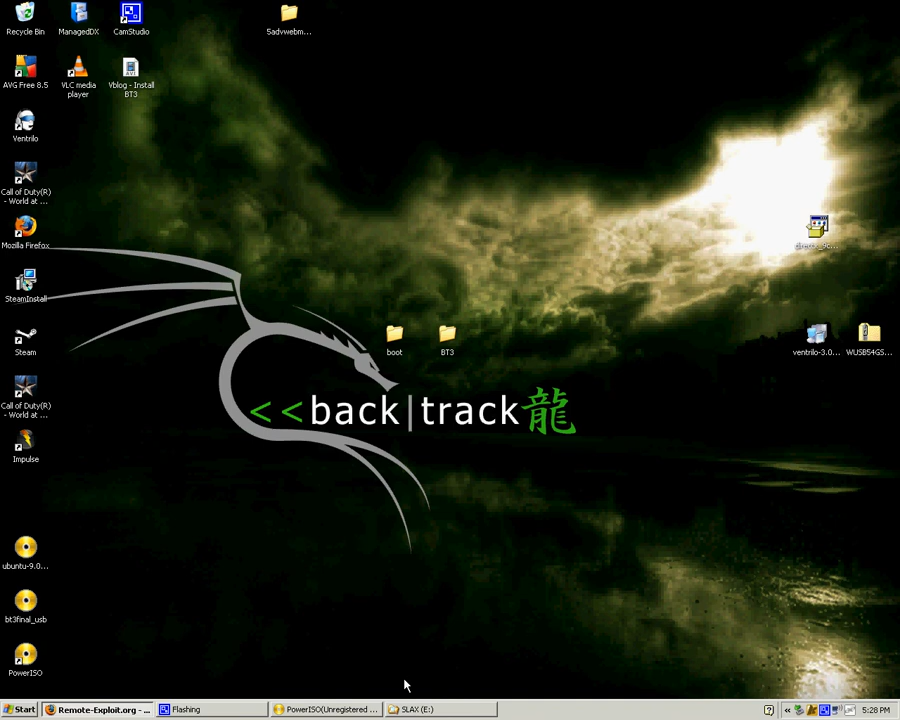 Recycle Bin
ManagedDX
CamStudio
Sadvwebm...
AVG Free 8.5
VLC media
player
Vblog - Install
BT3
Ventrilo
Call of Duty(R)
- World at ...
Mozilla Firefox
SteamInstall
Steam
boot
BT3
ventrilo-3.0...
WUSB54GS...
Call of Duty(R)
- World at ...
<<back|track龍
Impulse
ubuntu-9.0...
bt3final_usb
PowerISO
Start
Remote-Exploit.org - ...
Flashing
PowerISO(Unregistered ...
SLAX (E:)
5:28 PM